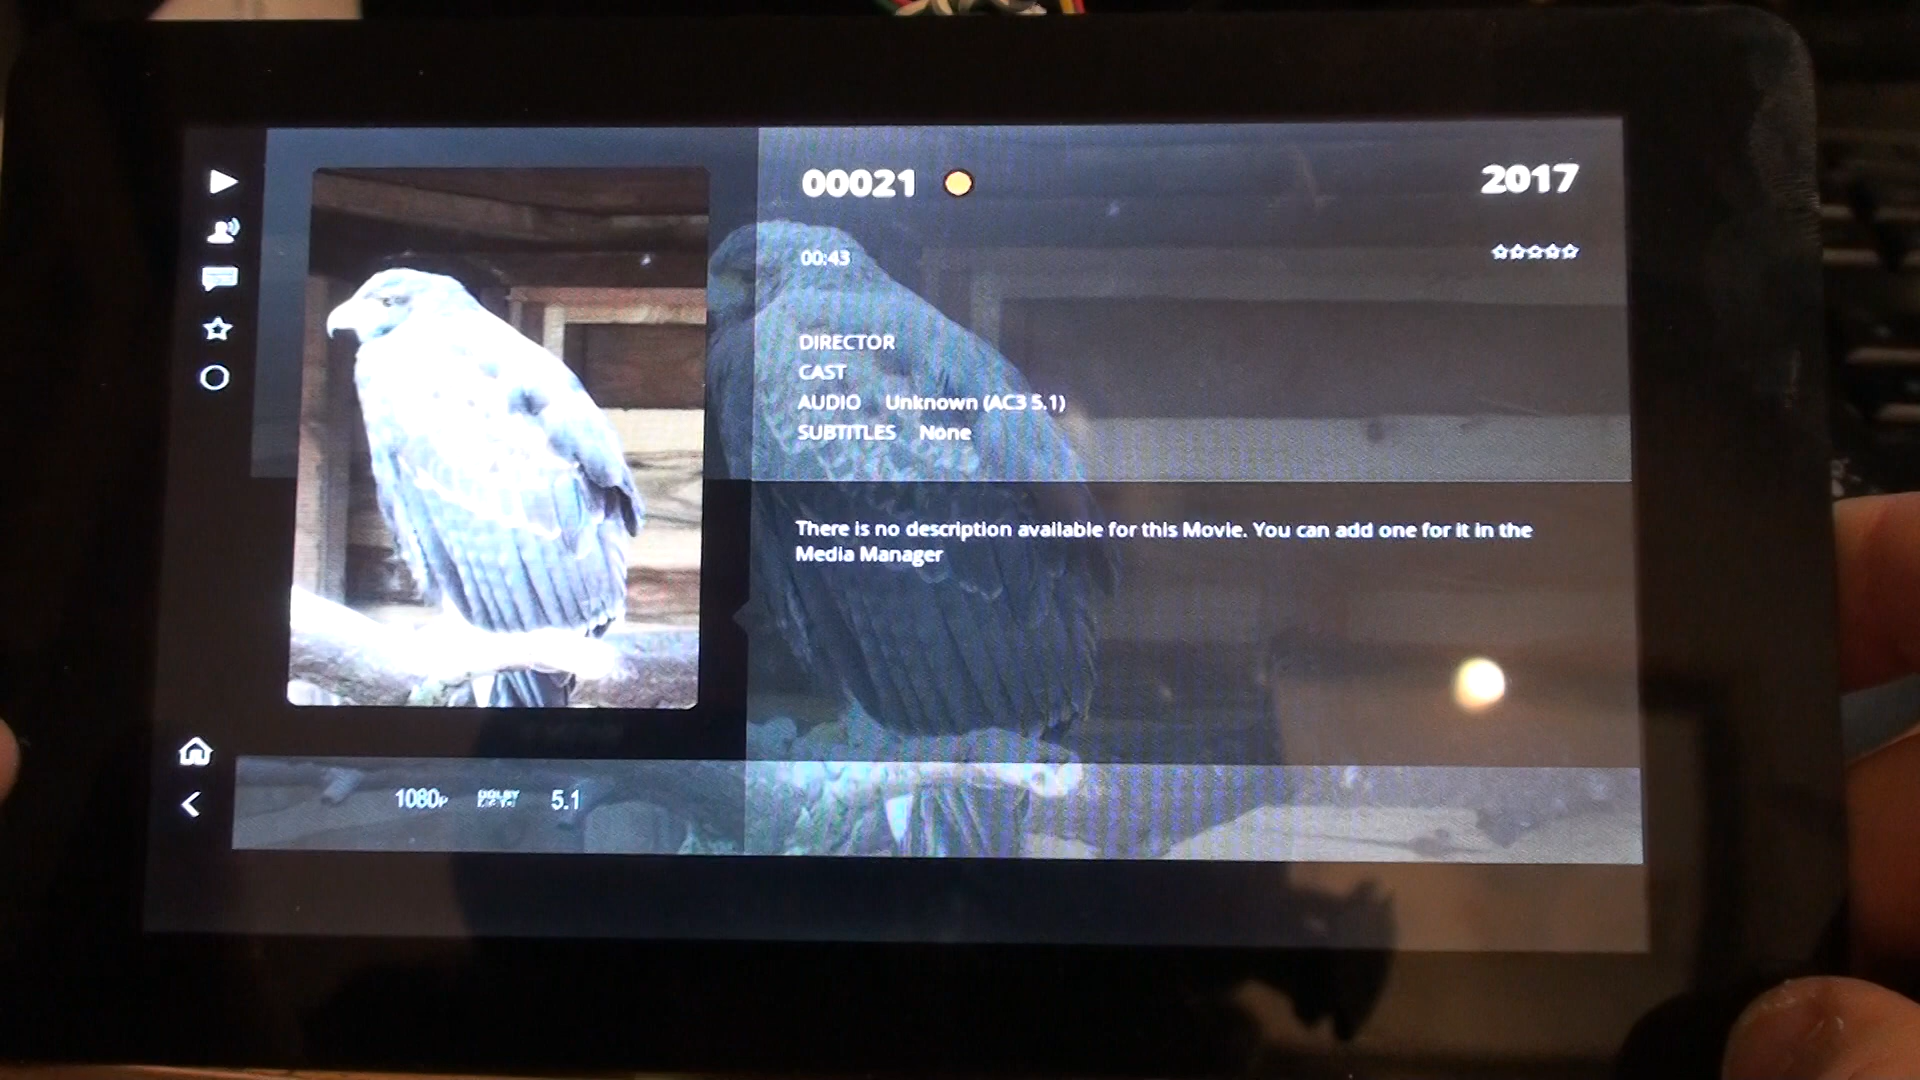 00021
2017
00:43
DIRECTOR
CAST
AUDIO Unknown (AC3 5.1)
SUBTITLES None
There is no description available for this Movie. You can add one for it in the
Media Manager
1080p DOLBY 5.1